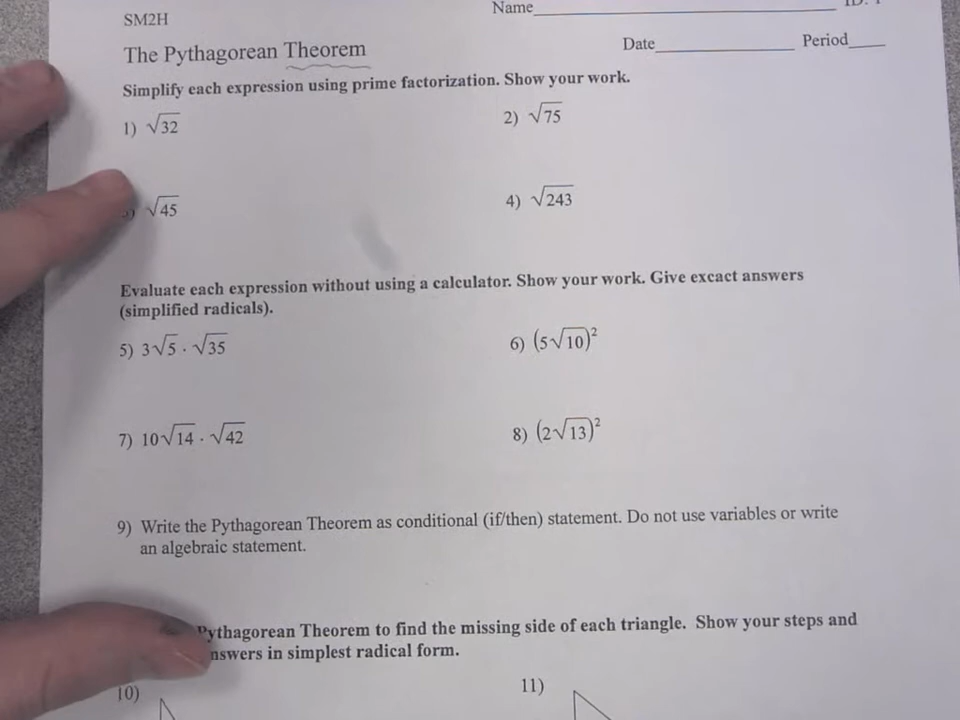 SM2H
Name
The Pythagorean Theorem
Date Period
Simplify each expression using prime factorization. Show your work.
1) √32
2) √75
√45
4) √243
Evaluate each expression without using a calculator. Show your work. Give excact answers
(simplified radicals).
5) 3√5 · √35
6) (5√10)²
7) 10√14 · √42
8) (2√13)²
9) Write the Pythagorean Theorem as conditional (if/then) statement. Do not use variables or write
an algebraic statement.
Pythagorean Theorem to find the missing side of each triangle. Show your steps and
answers in simplest radical form.
10)
11)